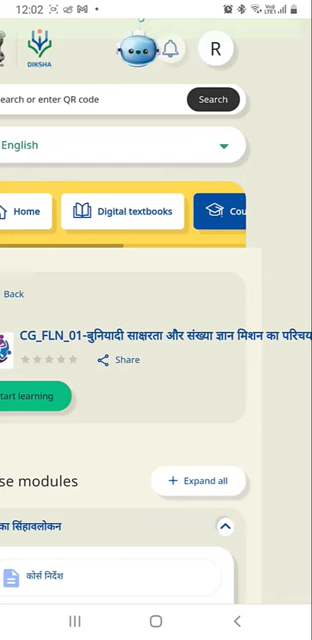 12:02
DIKSHA
R
earch or enter QR code
Search
English
Home
Digital textbooks
Cou
Back
CG_FLN_01-बुनियादी साक्षरता और संख्या ज्ञान मिशन का परिचय
Share
tart learning
se modules
+ Expand all
का सिंहावलोकन
कोर्स निर्देश